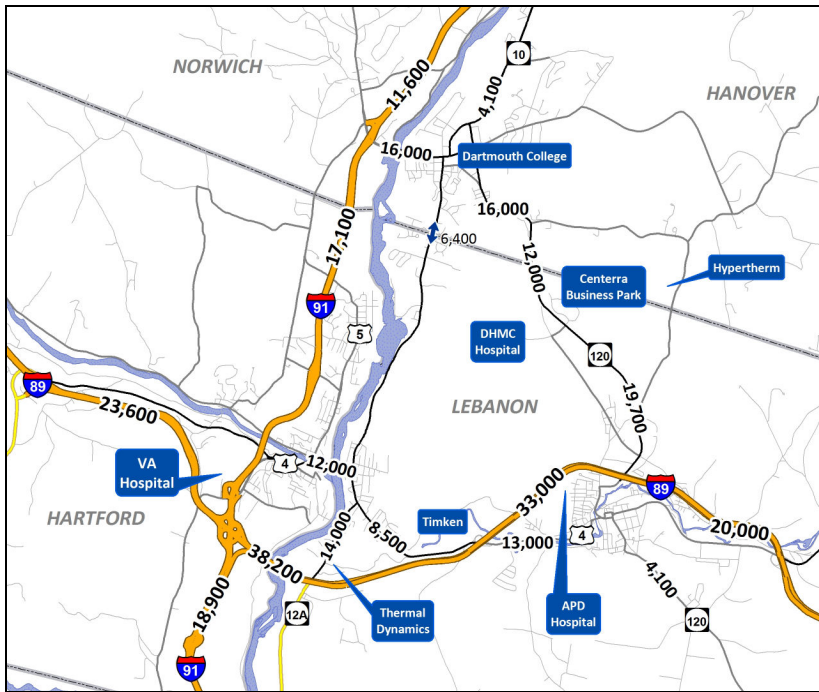 10
NORWICH
11,600
4,100
HANOVER
16,000
Dartmouth College
16,000
17,100
6,400
12,000
Hypertherm
Centerra
Business Park
91
5
DHMC
Hospital
120
89
23,600
LEBANON
19,700
VA
Hospital
4
12,000
33,000
89
HARTFORD
14,000
8,500
Timken
13,000
4
20,000
38,200
4,100
18,900
12A
Thermal
Dynamics
APD
Hospital
120
91